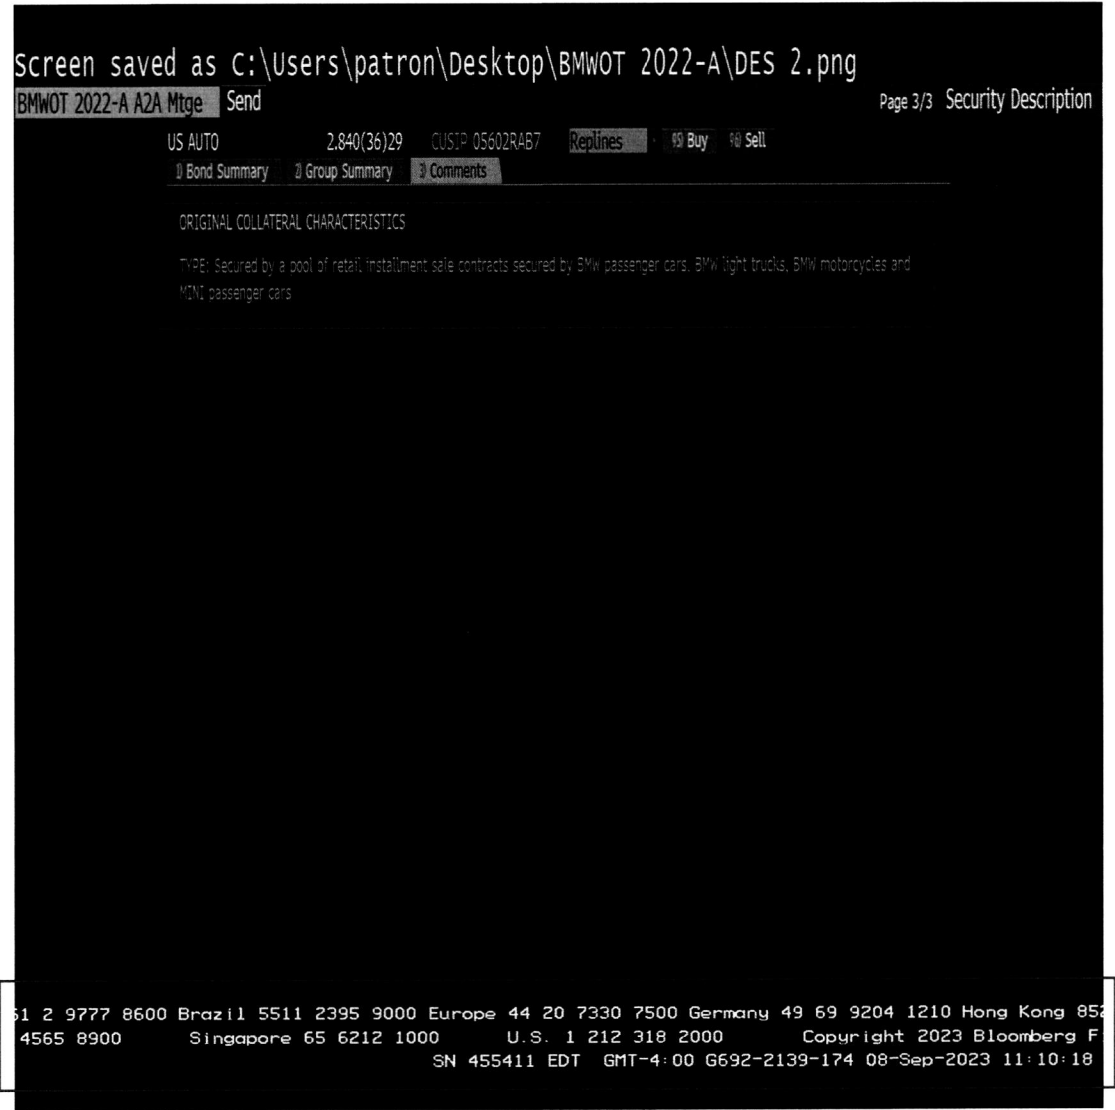 Screen saved as C:\Users\patron\Desktop\BMWOT 2022-A\DES 2.png
BMWOT 2022-A A2A Mtge Send Page 3/3 Security Description
US AUTO 2.840(36)29 CUSIP 05602RAB7 Replines 95) Buy 96) Sell
1) Bond Summary 2) Group Summary 3) Comments
ORIGINAL COLLATERAL CHARACTERISTICS
TYPE: Secured by a pool of retail installment sale contracts secured by BMW passenger cars, BMW light trucks, BMW motorcycles and
MINI passenger cars
61 2 9777 8600 Brazil 5511 2395 9000 Europe 44 20 7330 7500 Germany 49 69 9204 1210 Hong Kong 852
4565 8900 Singapore 65 6212 1000 U.S. 1 212 318 2000 Copyright 2023 Bloomberg F
SN 455411 EDT GMT-4:00 G692-2139-174 08-Sep-2023 11:10:18